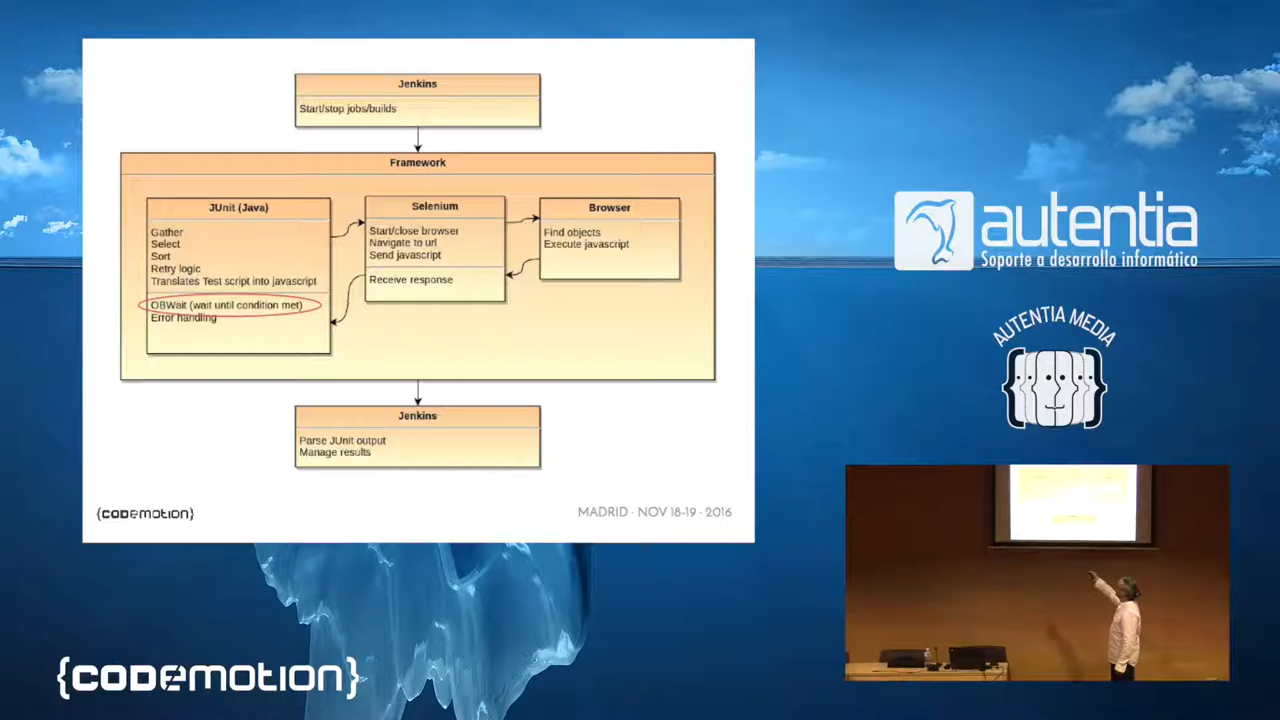 Jenkins
Start/stop jobs/builds
Framework
JUnit (Java)
Gather
Select
Sort
Retry logic
Translates Test script into javascript
OBWait (wait until condition met)
Error handling
Selenium
Start/close browser
Navigate to url
Send javascript
Receive response
Browser
Find objects
Execute javascript
Jenkins
Parse JUnit output
Manage results
{CODEMOTION}
MADRID · NOV 18-19 · 2016
autentia
Soporte a desarrollo informático
AUTENTIA MEDIA
{CODEMOTION}